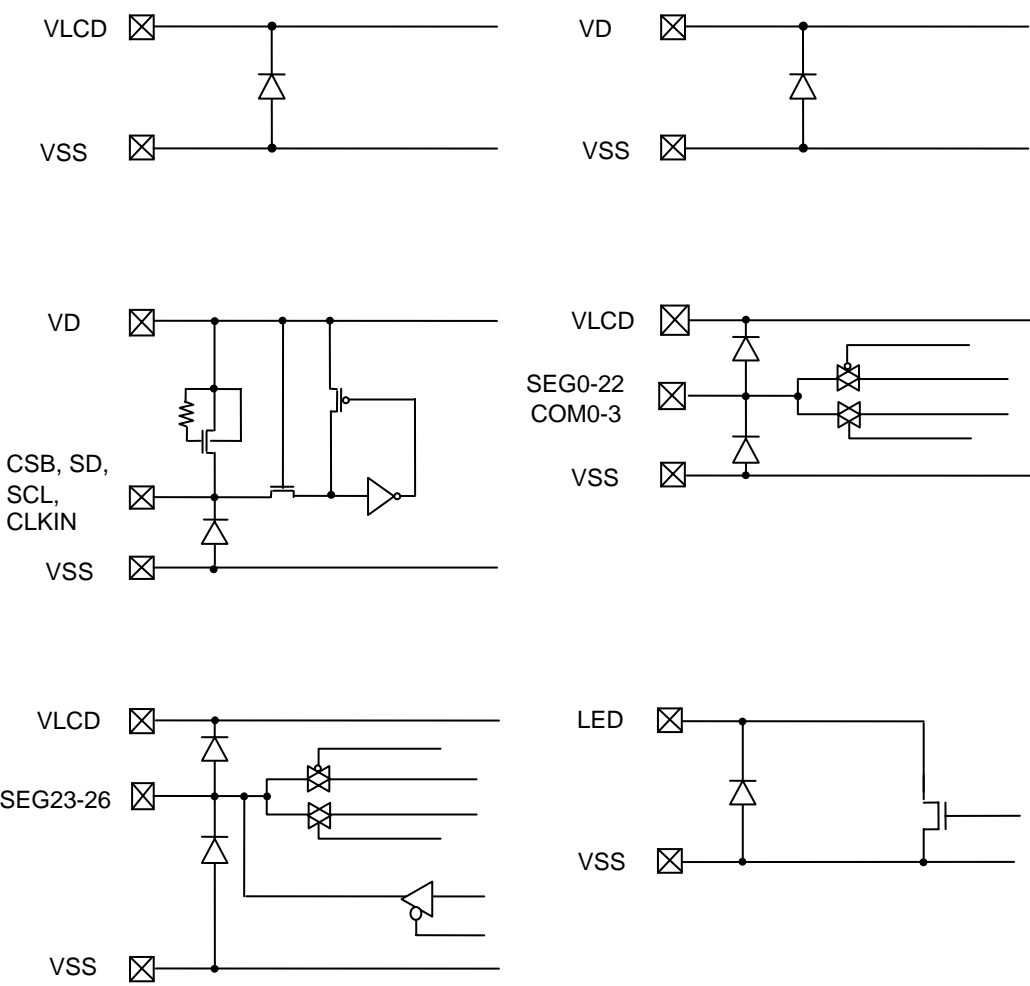 VLCD
VSS
VD
VSS
VD
CSB, SD,
SCL,
CLKIN
VSS
VLCD
SEG0-22
COM0-3
VSS
VLCD
SEG23-26
VSS
LED
VSS